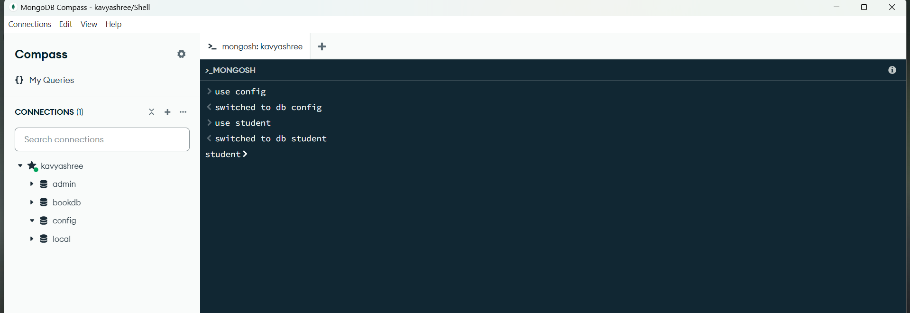 MongoDB Compass - kavyashree/Shell
Connections Edit View Help
Compass
{} My Queries
CONNECTIONS (1)
Search connections
kavyashree
admin
bookdb
config
local
>_ mongosh: kavyashree +
>_MONGOSH
> use config
< switched to db config
> use student
< switched to db student
student>